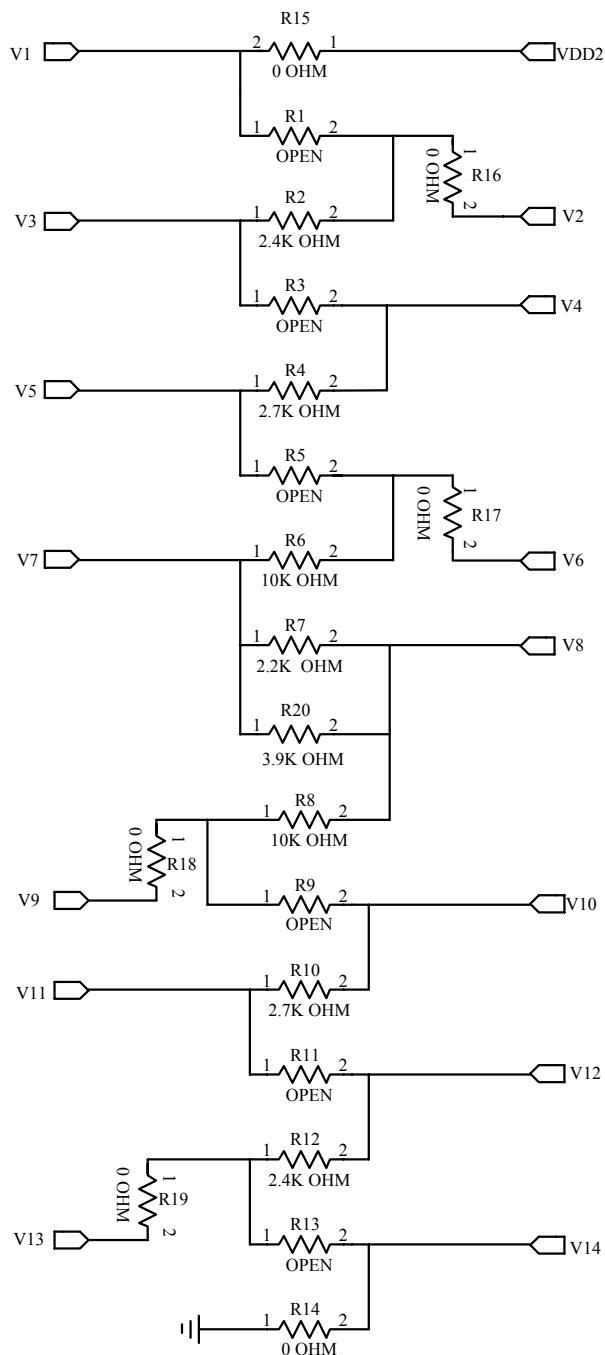 R15
V1 2 1 VDD2
0 OHM
R1
1 2
OPEN
1
0 OHM R16
2
R2
V3 1 2 V2
2.4K OHM
R3
1 2 V4
OPEN
R4
V5 1 2
2.7K OHM
R5
1 2
OPEN
1
0 OHM R17
2
R6
V7 1 2 V6
10K OHM
R7
1 2 V8
2.2K OHM
R20
1 2
3.9K OHM
R8
1 2
10K OHM
1
0 OHM R18
2
V9
R9
1 2 V10
OPEN
R10
V11 1 2
2.7K OHM
R11
1 2 V12
OPEN
R12
1 2
2.4K OHM
1
0 OHM R19
2
V13
R13
1 2 V14
OPEN
R14
1 2
0 OHM